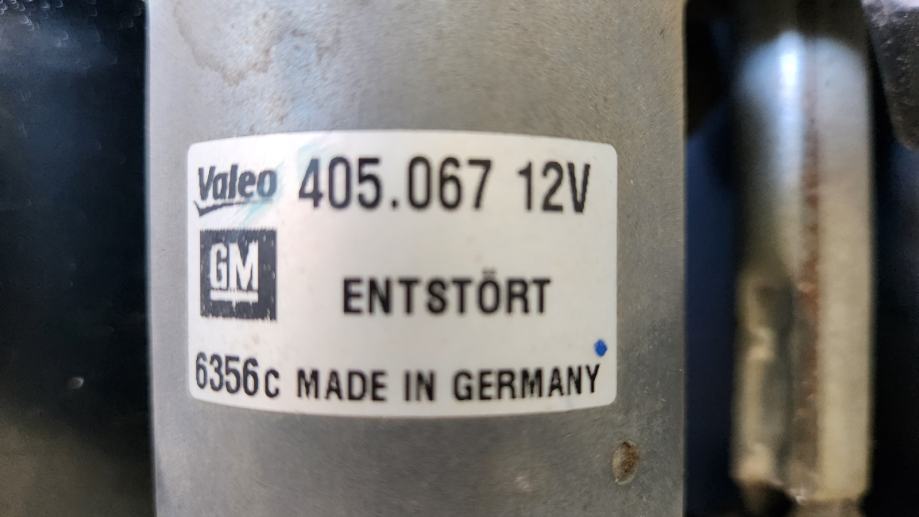 Valeo 405.067 12V
GM
ENTSTÖRT
6356C MADE IN GERMANY